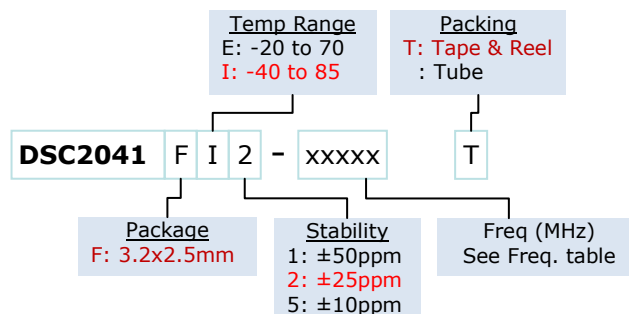 Temp Range
E: -20 to 70
I: -40 to 85
Packing
T: Tape & Reel
: Tube
DSC2041 F I 2 - xxxxx T
Package
F: 3.2x2.5mm
Stability
1: ±50ppm
2: ±25ppm
5: ±10ppm
Freq (MHz)
See Freq. table